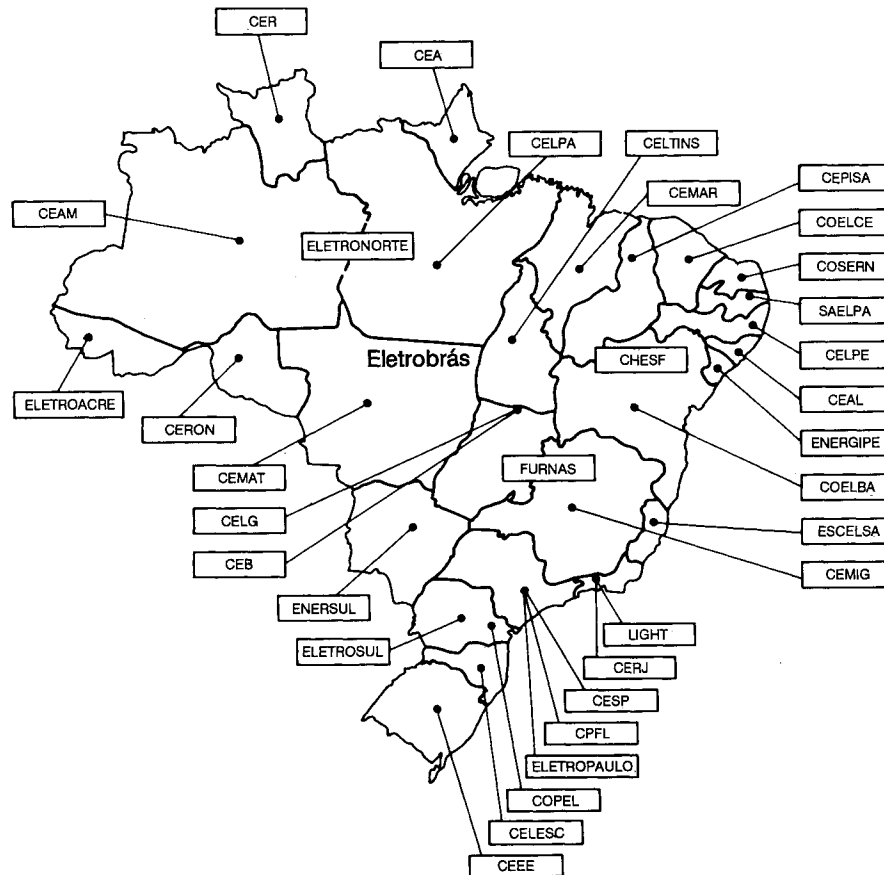 CER
CEA
CELPA
CELTINS
CEPISA
CEMAR
CEAM
COELCE
ELETRONORTE
COSERN
SAELPA
Eletrobrás
CHESF
CELPE
ELETROACRE
CEAL
CERON
ENERGIPE
CEMAT
FURNAS
COELBA
CELG
ESCELSA
CEB
CEMIG
ENERSUL
LIGHT
ELETROSUL
CERJ
CESP
CPFL
ELETROPAULO
COPEL
CELESC
CEEE